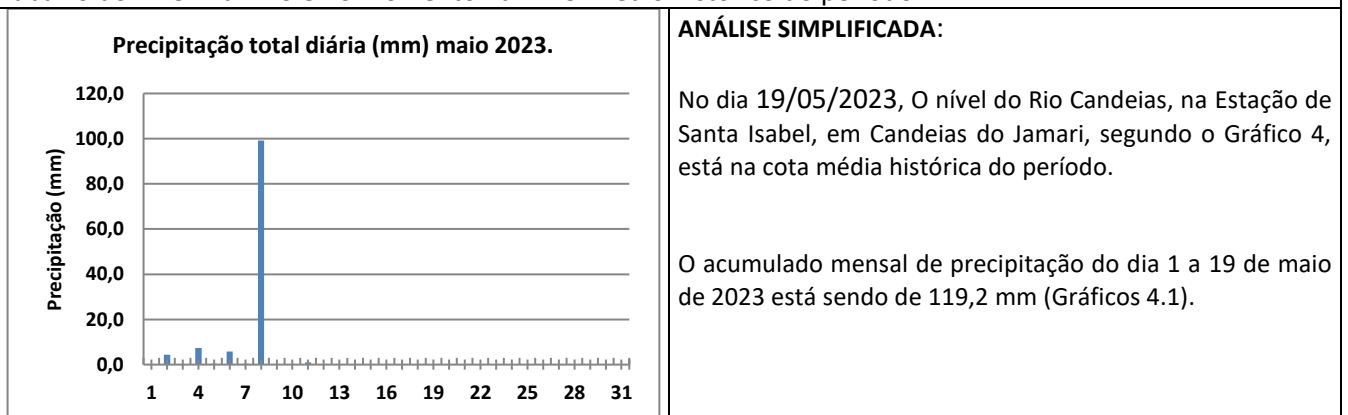 Precipitação total diária (mm) maio 2023.
Precipitação (mm)
120,0
100,0
80,0
60,0
40,0
20,0
0,0
1 4 7 10 13 16 19 22 25 28 31
ANÁLISE SIMPLIFICADA:
No dia 19/05/2023, O nível do Rio Candeias, na Estação de
Santa Isabel, em Candeias do Jamari, segundo o Gráfico 4,
está na cota média histórica do período.
O acumulado mensal de precipitação do dia 1 a 19 de maio
de 2023 está sendo de 119,2 mm (Gráficos 4.1).